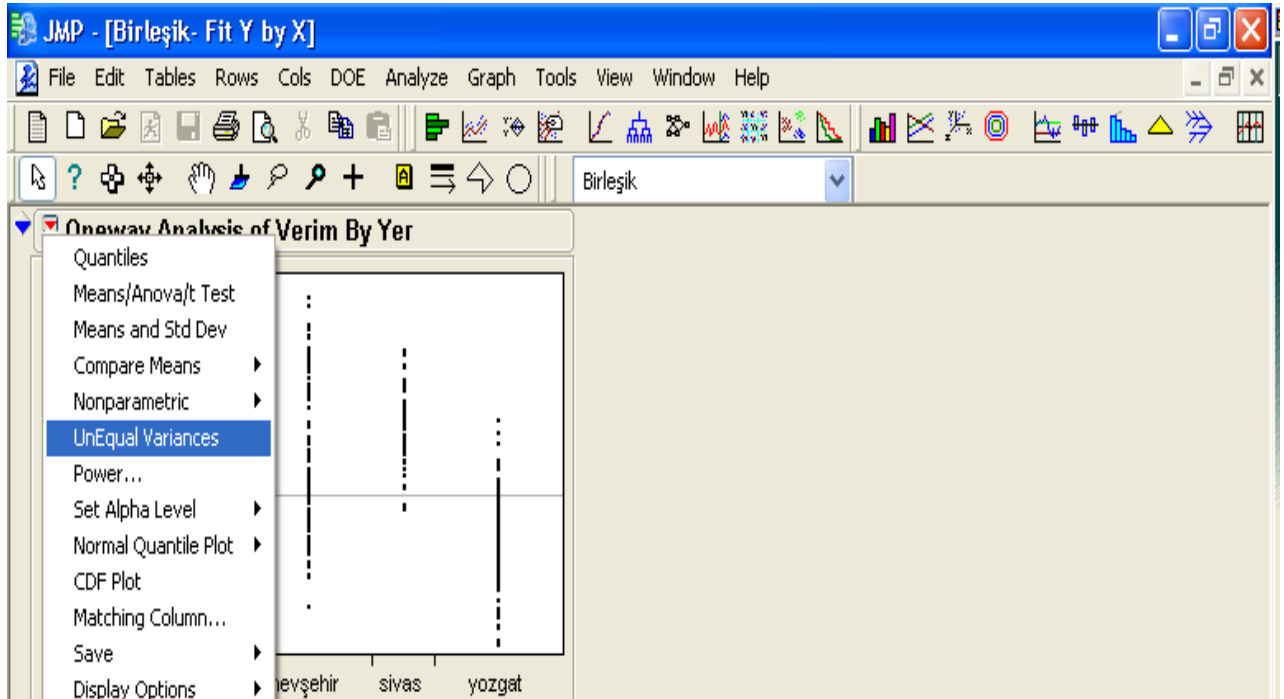 JMP - [Birleşik- Fit Y by X]
File Edit Tables Rows Cols DOE Analyze Graph Tools View Window Help
Birleşik
Oneway Analysis of Verim By Yer
Quantiles
Means/Anova/t Test
Means and Std Dev
Compare Means
Nonparametric
UnEqual Variances
Power...
Set Alpha Level
Normal Quantile Plot
CDF Plot
Matching Column...
Save
Display Options
nevşehir sivas yozgat